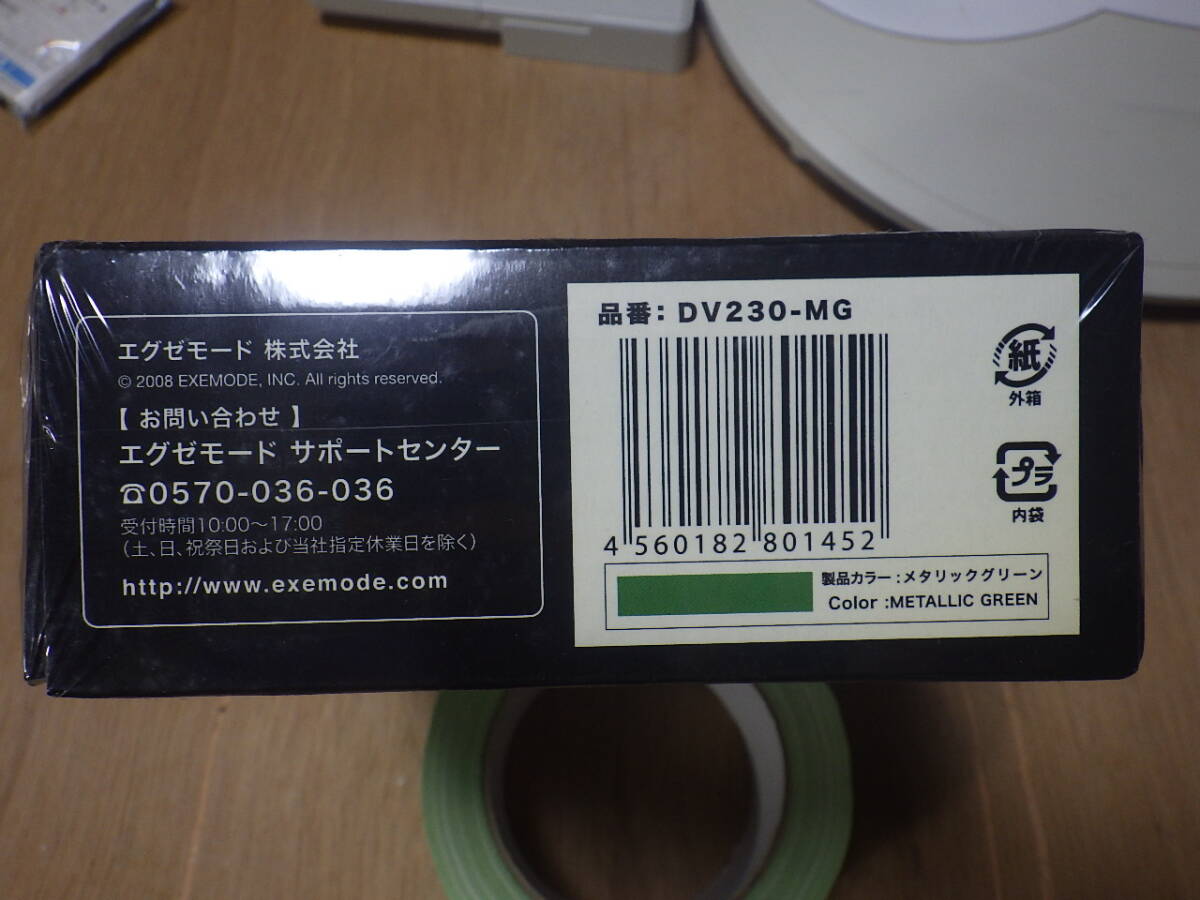 エグゼモード 株式会社
© 2008 EXEMODE, INC. All rights reserved.
【 お問い合わせ 】
エグゼモード サポートセンター
☎0570-036-036
受付時間10:00〜17:00
(土、日、祝祭日および当社指定休業日を除く)
http://www.exemode.com
品番: DV230-MG
4 560182 801452
製品カラー :メタリックグリーン
Color :METALLIC GREEN
紙
外箱
プラ
内袋